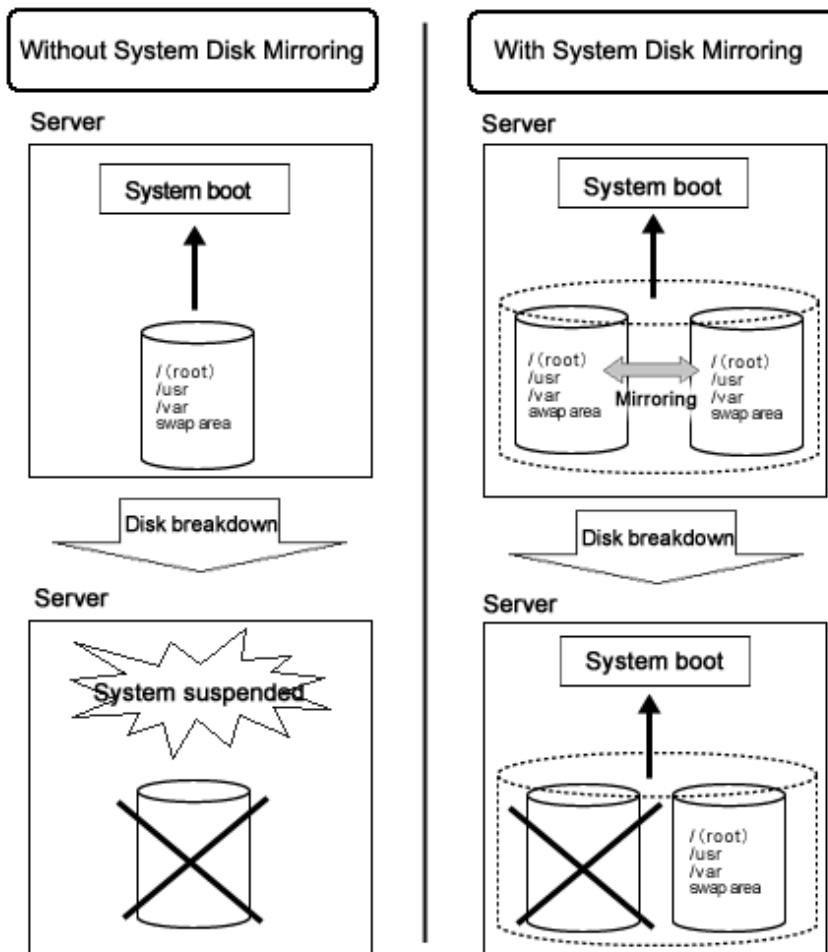 Without System Disk Mirroring
Server
System boot
/ (root)
/usr
/var
swap area
Disk breakdown
Server
System suspended
With System Disk Mirroring
Server
System boot
/ (root)
/usr
/var
awap area
Mirroring
/ (root)
/usr
/var
swap area
Disk breakdown
Server
System boot
/ (root)
/usr
/var
swap area